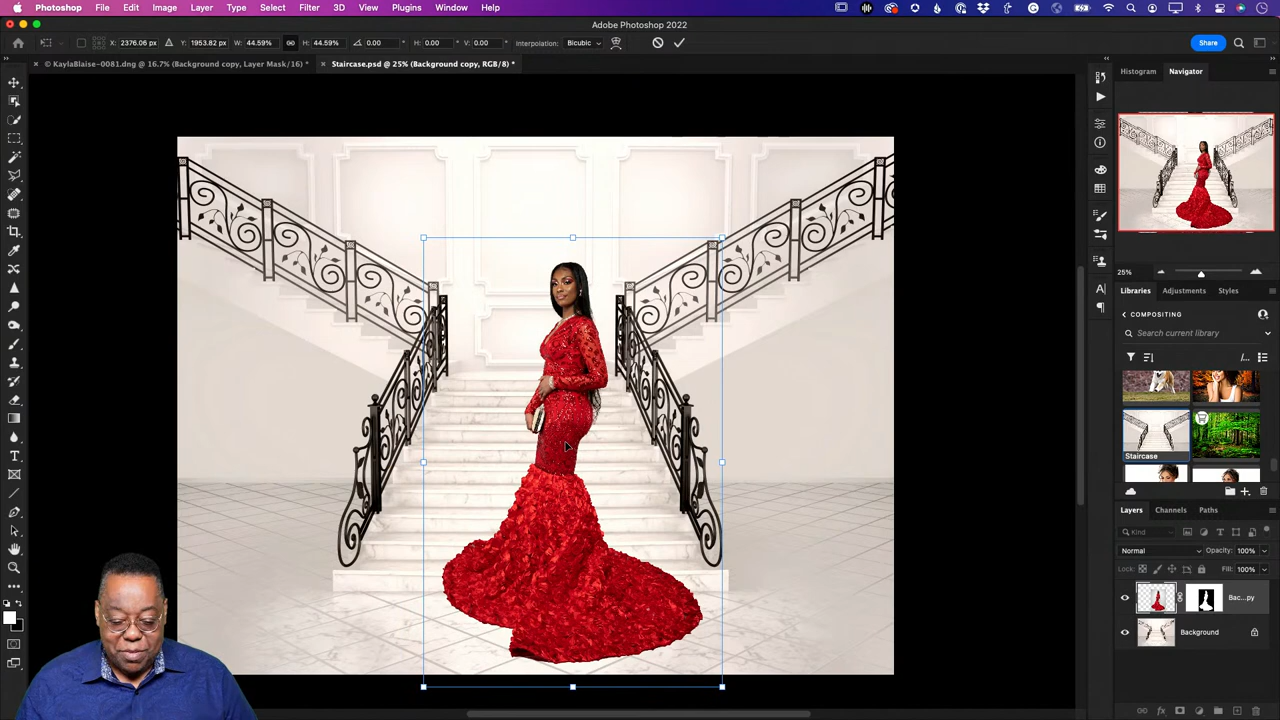 Photoshop File Edit Image Layer Type Select Filter 3D View Plugins Window Help
Adobe Photoshop 2022
2376.06 px 1953.82 px W: 44.59% H: 44.59% 0.00 ° H: 0.00 ° V: 0.00 ° Interpolation: Bicubic Share
© KaylaBlaise-0081.dng @ 16.7% (Background copy, Layer Mask/16) * Staircase.psd @ 25% (Background copy, RGB/8) *
Histogram Navigator
25%
Libraries Adjustments Styles
COMPOSITING
Search current library
Staircase
Layers Channels Paths
Kind
Normal Opacity: 100%
Lock: Fill: 100%
Bac...py
Background